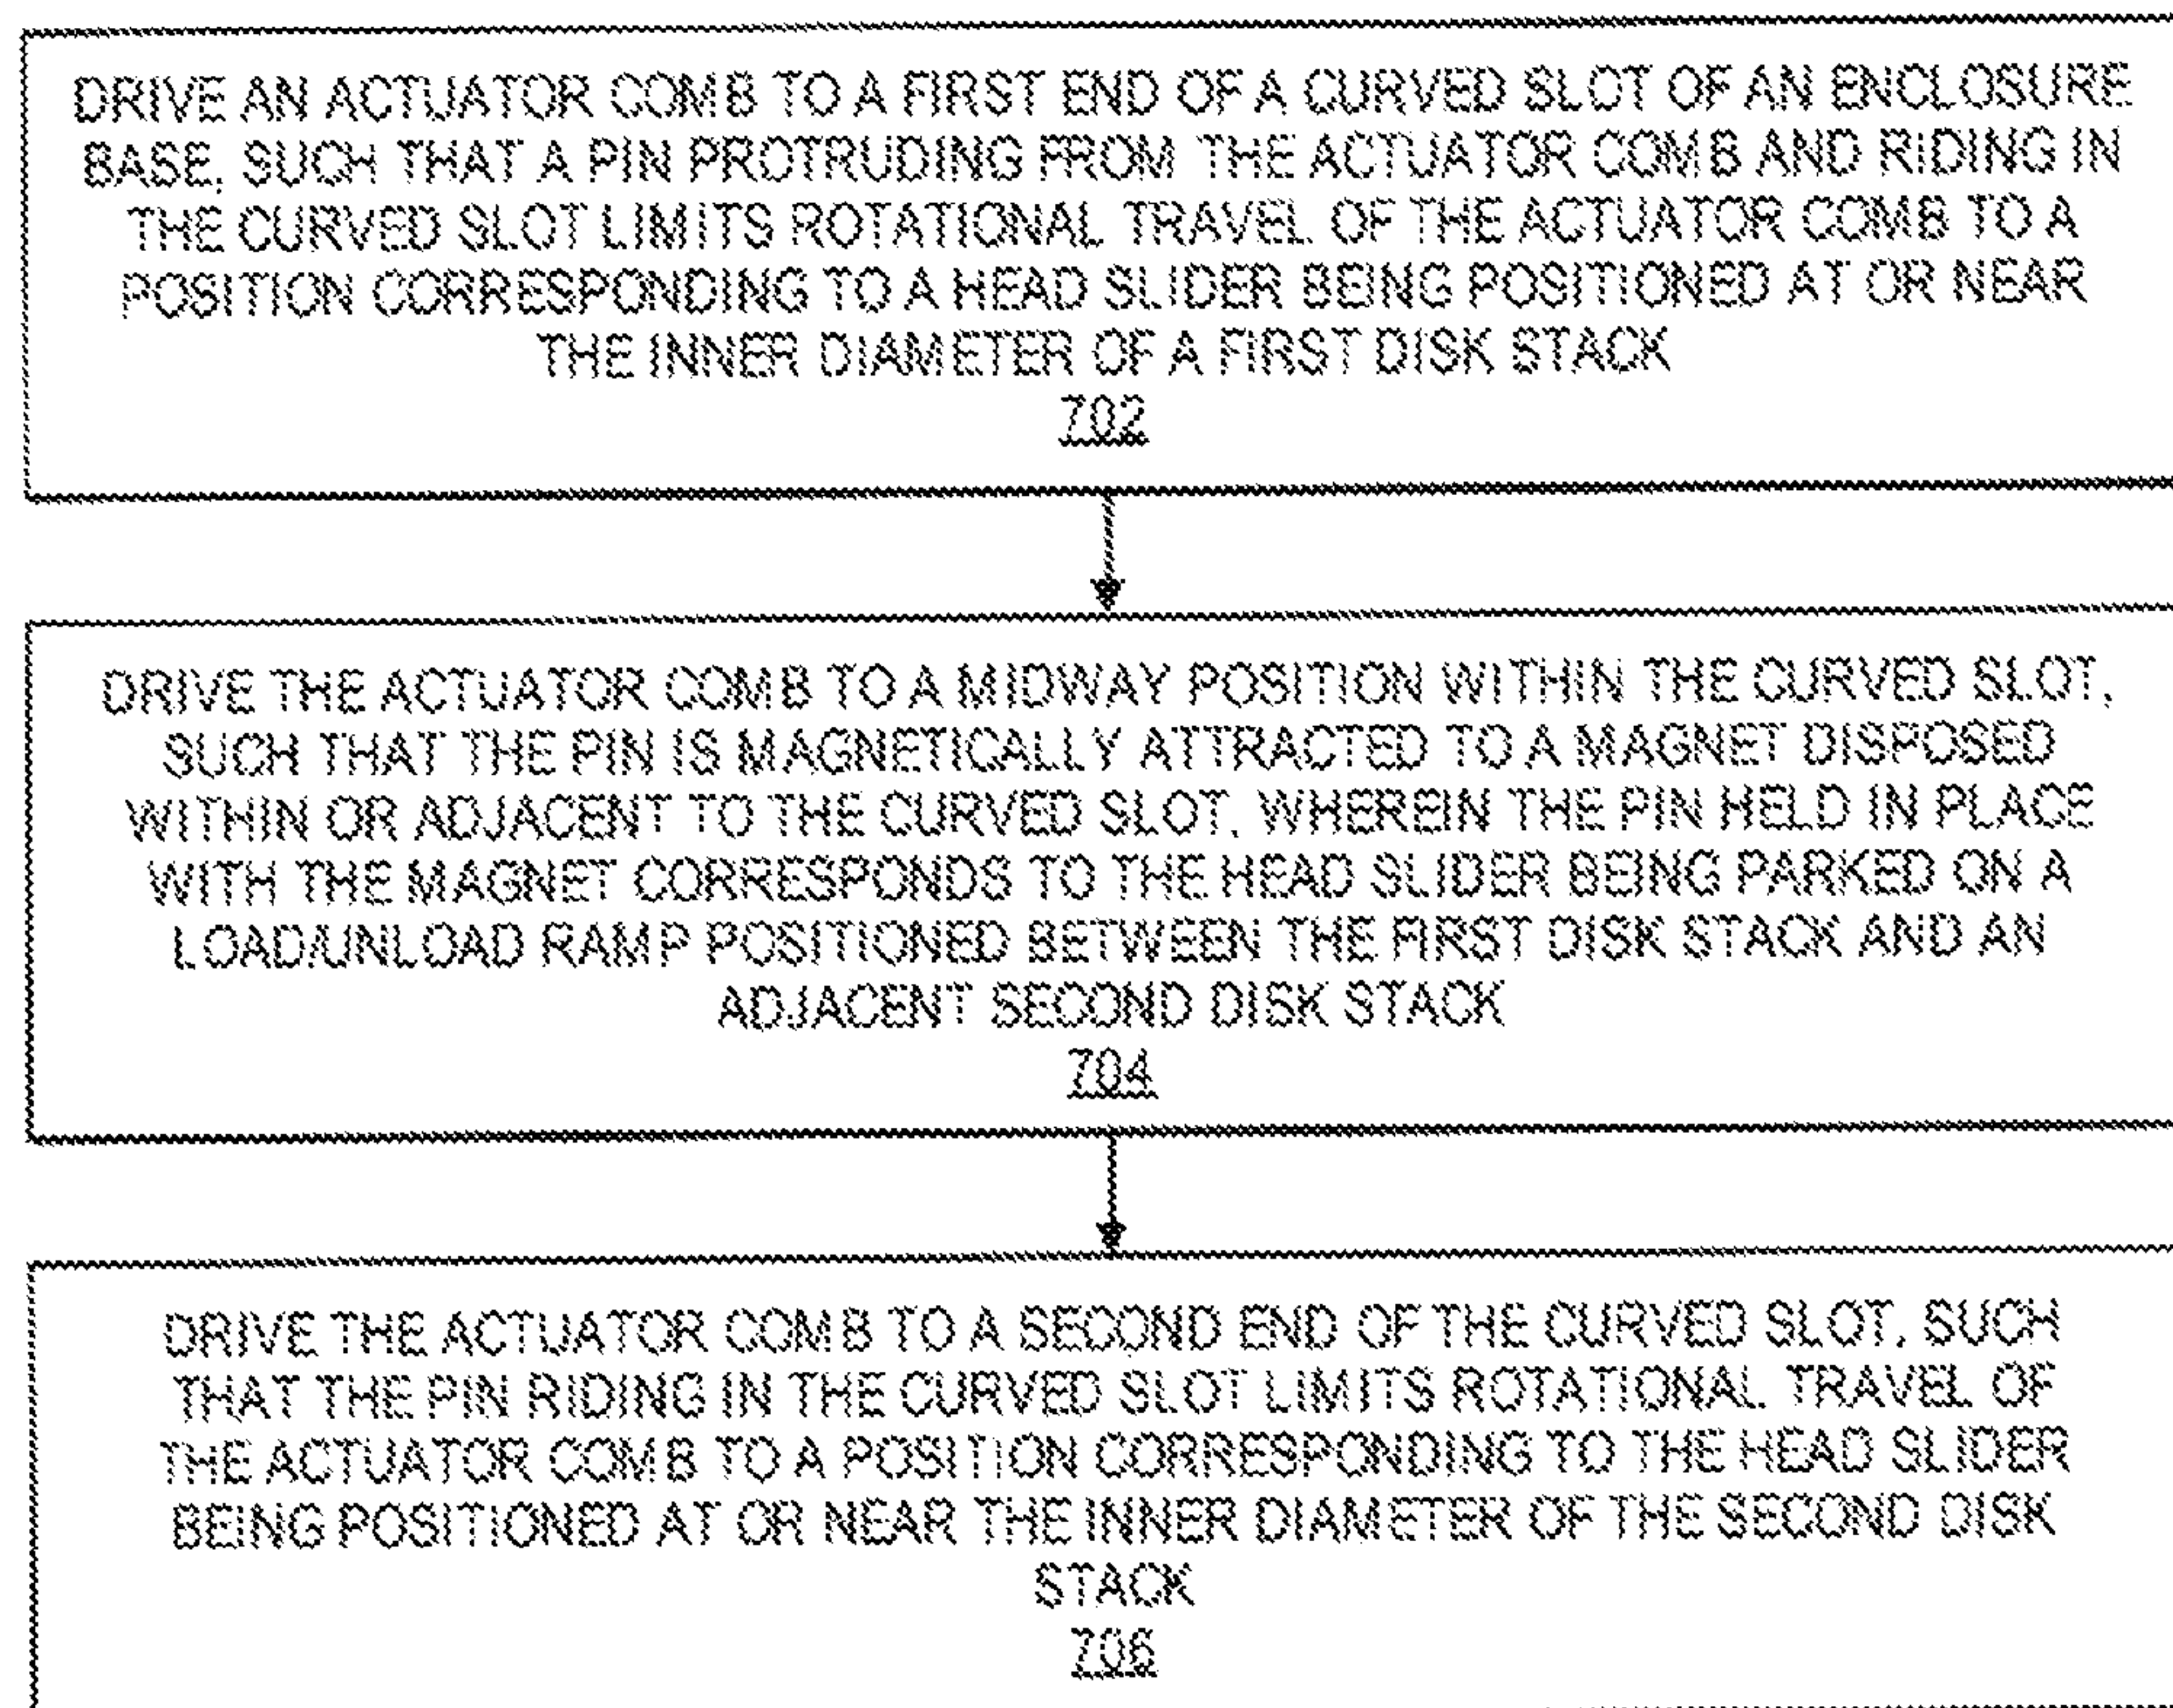 DRIVE AN ACTUATOR COMB TO A FIRST END OF A CURVED SLOT OF AN ENCLOSURE
BASE, SUCH THAT A PIN PROTRUDING FROM THE ACTUATOR COMB AND RIDING IN
THE CURVED SLOT LIMITS ROTATIONAL TRAVEL OF THE ACTUATOR COMB TO A
POSITION CORRESPONDING TO A HEAD SLIDER BEING POSITIONED AT OR NEAR
THE INNER DIAMETER OF A FIRST DISK STACK
702
DRIVE THE ACTUATOR COMB TO A MIDWAY POSITION WITHIN THE CURVED SLOT,
SUCH THAT THE PIN IS MAGNETICALLY ATTRACTED TO A MAGNET DISPOSED
WITHIN OR ADJACENT TO THE CURVED SLOT, WHEREIN THE PIN HELD IN PLACE
WITH THE MAGNET CORRESPONDS TO THE HEAD SLIDER BEING PARKED ON A
LOAD/UNLOAD RAMP POSITIONED BETWEEN THE FIRST DISK STACK AND AN
ADJACENT SECOND DISK STACK
704
DRIVE THE ACTUATOR COMB TO A SECOND END OF THE CURVED SLOT, SUCH
THAT THE PIN RIDING IN THE CURVED SLOT LIMITS ROTATIONAL TRAVEL OF
THE ACTUATOR COMB TO A POSITION CORRESPONDING TO THE HEAD SLIDER
BEING POSITIONED AT OR NEAR THE INNER DIAMETER OF THE SECOND DISK
STACK
706